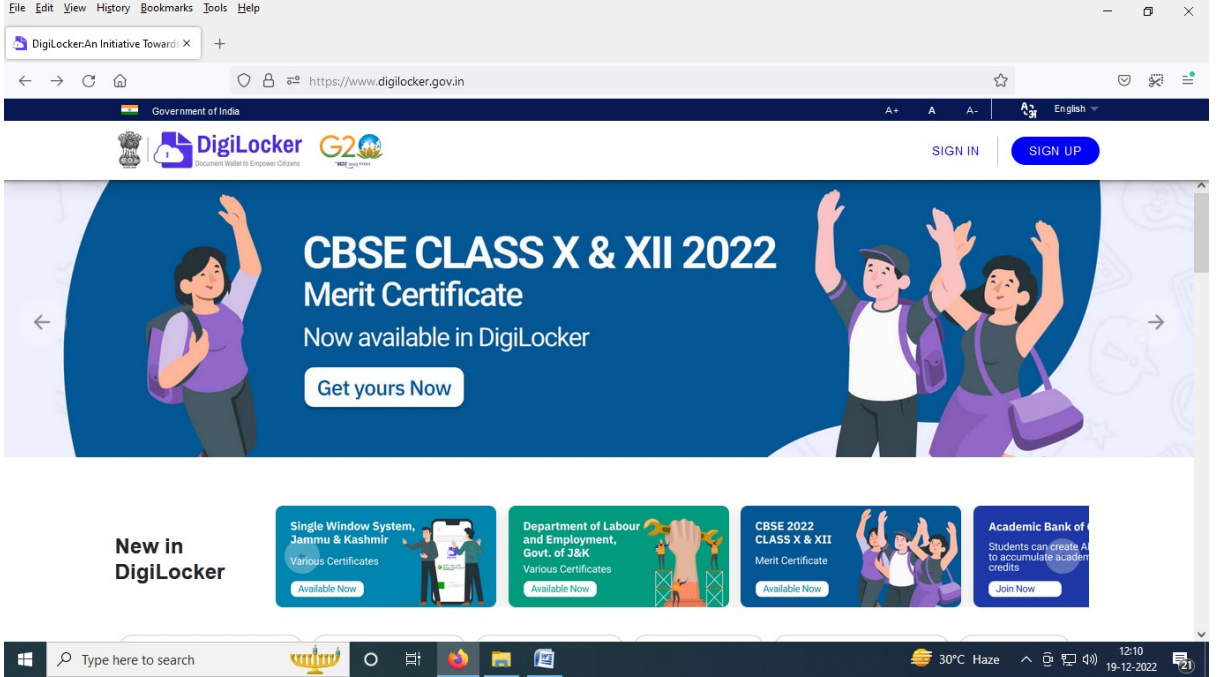 File Edit View History Bookmarks Tools Help
DigiLocker:An Initiative Towards
https://www.digilocker.gov.in
Government of India
A+ A A- English
DigiLocker
Document Wallet to Empower Citizens
G20
SIGN IN
SIGN UP
CBSE CLASS X & XII 2022
Merit Certificate
Now available in DigiLocker
Get yours Now
New in
DigiLocker
Single Window System,
Jammu & Kashmir
Various Certificates
Available Now
Department of Labour
and Employment,
Govt. of J&K
Various Certificates
Available Now
CBSE 2022
CLASS X & XII
Merit Certificate
Available Now
Academic Bank of
Students can create
to accumulate academ
credits
Join Now
Type here to search
30°C Haze
12:10
19-12-2022
21